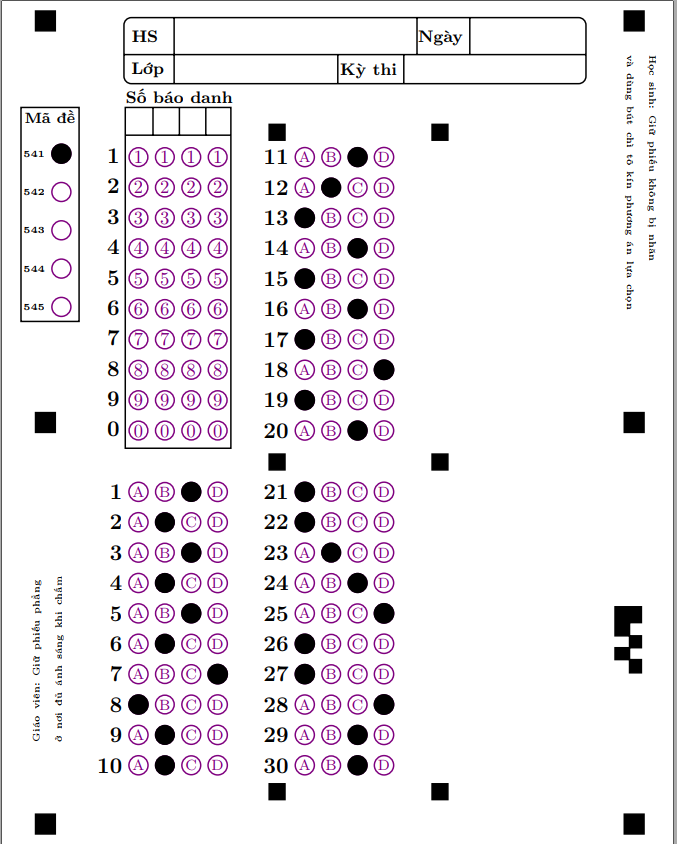 HS
Ngày
Lớp
Kỳ thi
Số báo danh
Mã đề
541
542
543
544
545
1 1 1 1 1
2 2 2 2 2
3 3 3 3 3
4 4 4 4 4
5 5 5 5 5
6 6 6 6 6
7 7 7 7 7
8 8 8 8 8
9 9 9 9 9
0 0 0 0 0
11 A B D
12 A C D
13 B C D
14 A B D
15 B C D
16 A B D
17 B C D
18 A B C
19 B C D
20 A B D
1 A B D
2 A C D
3 A B D
4 A C D
5 A B D
6 A C D
7 A B C
8 B C D
9 A C D
10 A C D
21 B C D
22 B C D
23 A C D
24 A B D
25 A B C
26 B C D
27 B C D
28 A B C
29 A B D
30 A B D
Học sinh: Giữ phiếu không bị nhăn
và dùng bút chì tô kín phương án lựa chọn
Giáo viên: Giữ phiếu phẳng
ở nơi đủ ánh sáng khi chấm